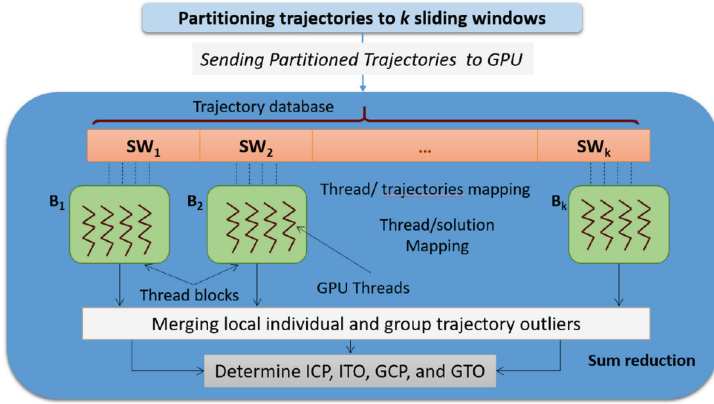 Partitioning trajectories to k sliding windows
Sending Partitioned Trajectories to GPU
Trajectory database
SW₁ SW₂ ... SWₖ
B₁ B₂ Bₖ
Thread/ trajectories mapping
Thread/solution
Mapping
Thread blocks
GPU Threads
Merging local individual and group trajectory outliers
Sum reduction
Determine ICP, ITO, GCP, and GTO